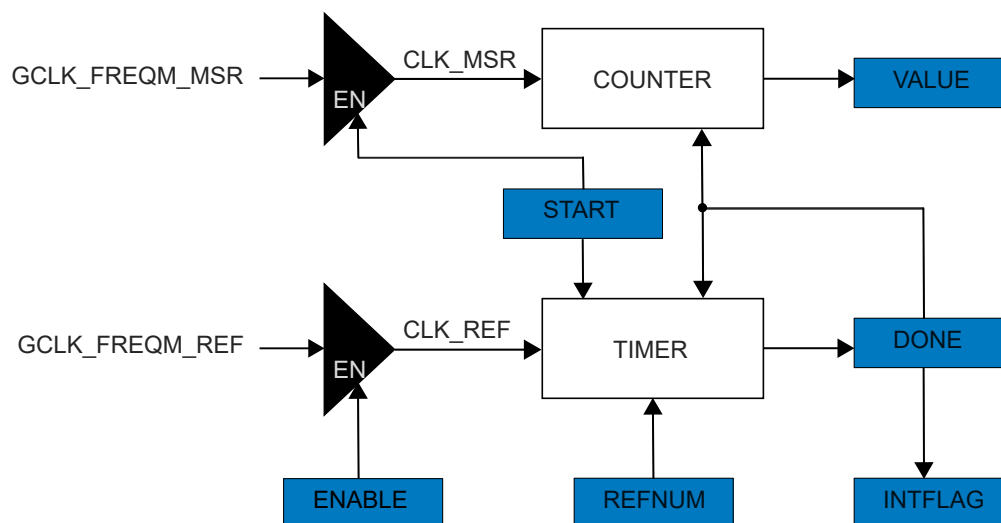 GCLK_FREQM_MSR
EN
CLK_MSR
COUNTER
VALUE
START
GCLK_FREQM_REF
EN
CLK_REF
TIMER
DONE
ENABLE
REFNUM
INTFLAG